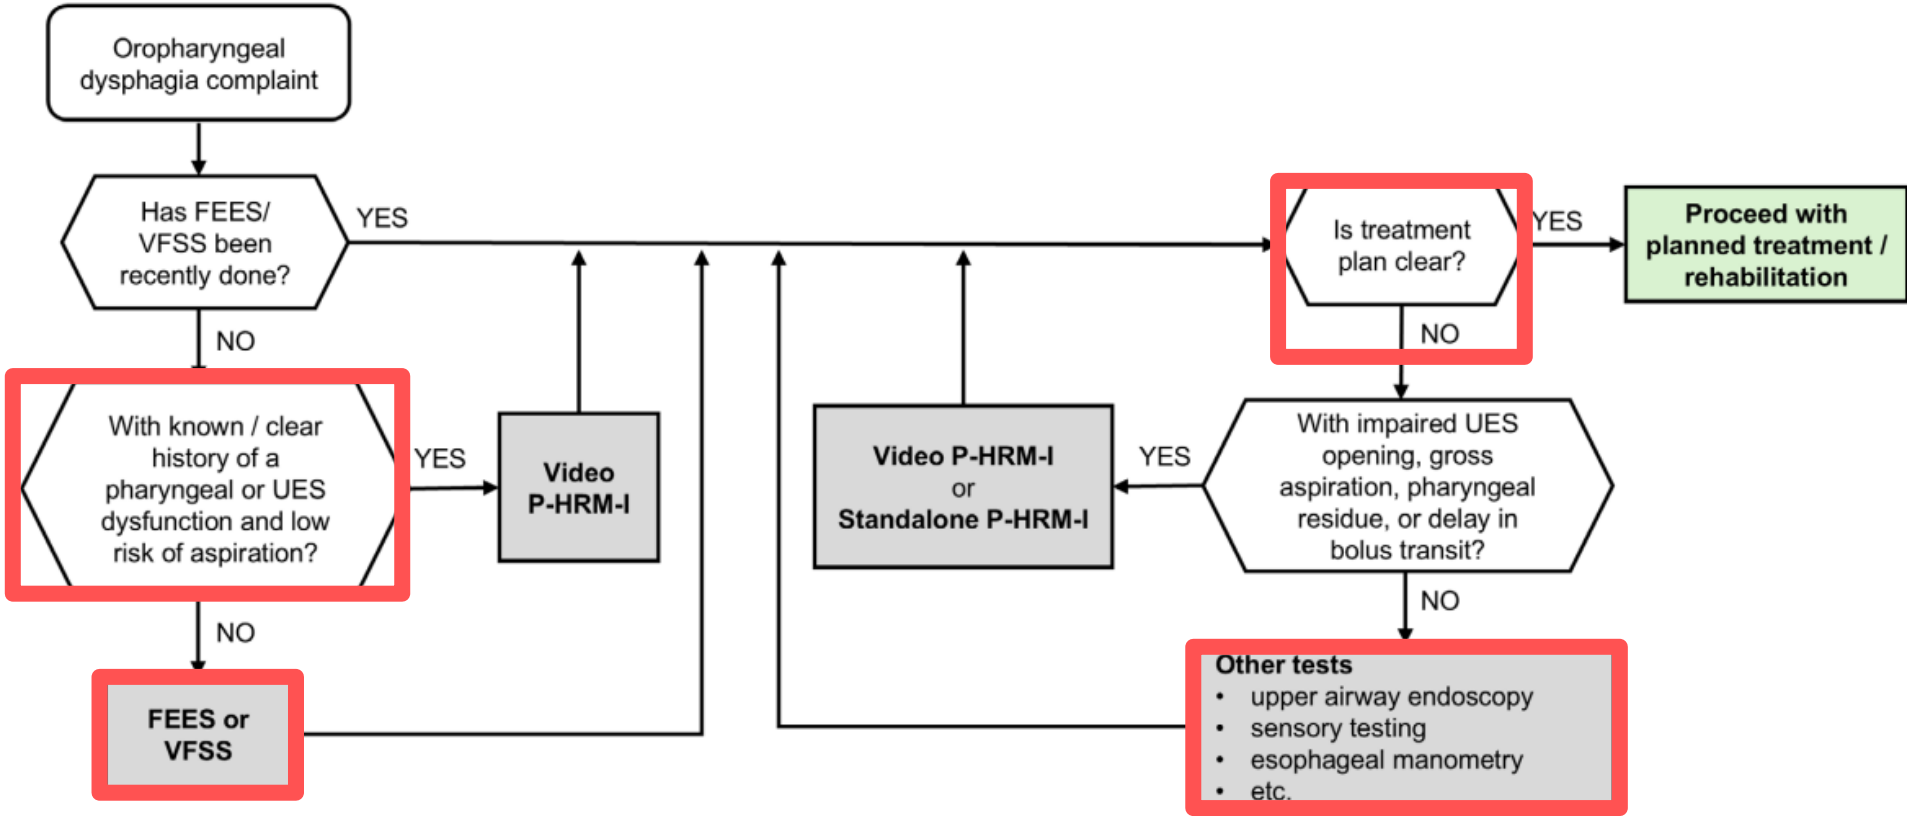 Oropharyngeal
dysphagia complaint
Has FEES/
VFSS been
recently done?
YES
NO
With known / clear
history of a
pharyngeal or UES
dysfunction and low
risk of aspiration?
YES
Video
P-HRM-I
NO
FEES or
VFSS
Is treatment
plan clear?
YES
Proceed with
planned treatment /
rehabilitation
NO
With impaired UES
opening, gross
aspiration, pharyngeal
residue, or delay in
bolus transit?
YES
Video P-HRM-I
or
Standalone P-HRM-I
NO
Other tests
• upper airway endoscopy
• sensory testing
• esophageal manometry
• etc.